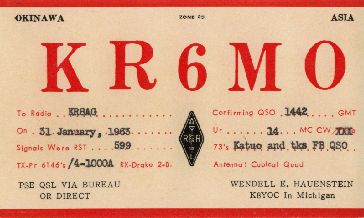 OKINAWA ZONE 25 ASIA
KR6MO
To Radio KR8AG Confirming QSO 1442 GMT
On 31 January, 1963 Ur 14 MC CW XXX
Signals Were RST 599 73's Katuo and tks FB QSO
TX-Pr 6146's/4-1000A RX-Drake 2-B Antenna: Cubical Quad
PSE QSL VIA BUREAU WENDELL E. HAUENSTEIN
OR DIRECT K8YOC In Michigan